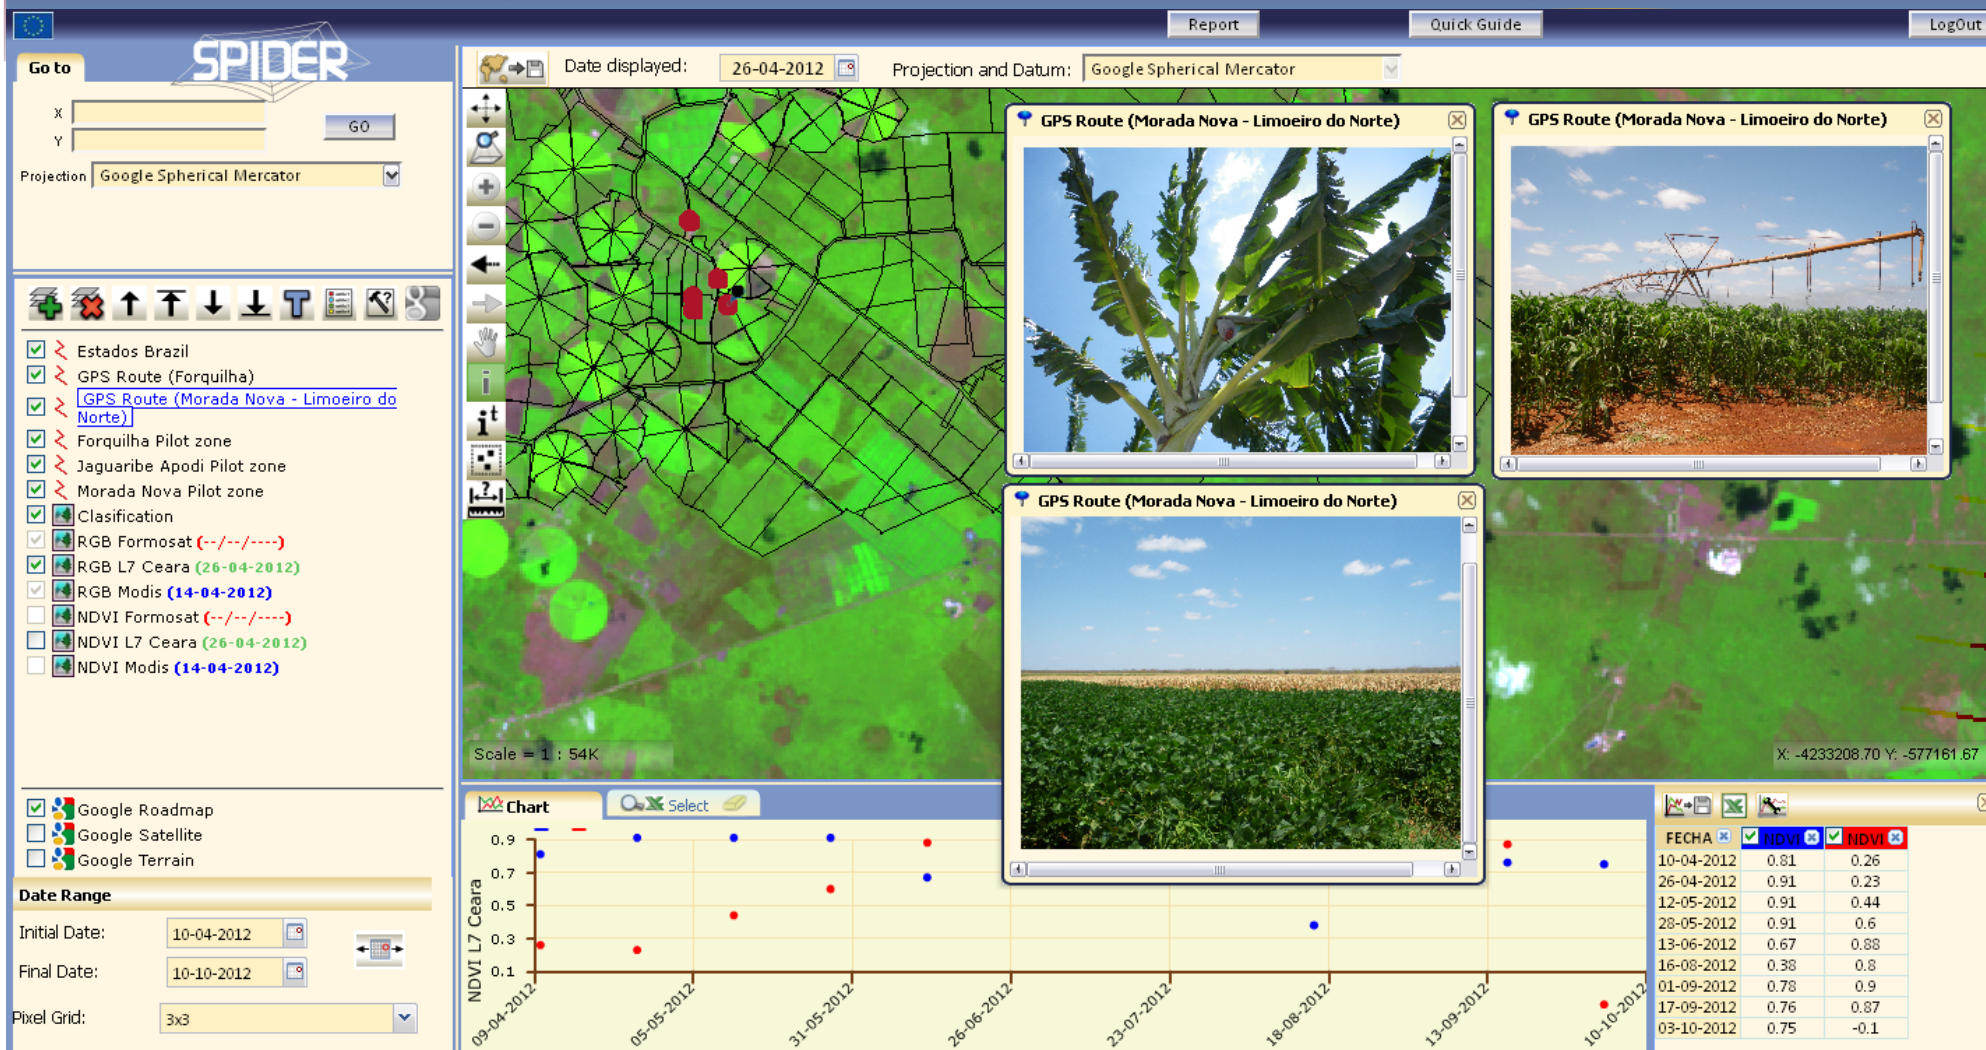 Report
Quick Guide
LogOut
SPIDER
Go to
X
Y
GO
Projection
Google Spherical Mercator
Date displayed:
26-04-2012
Projection and Datum:
Google Spherical Mercator
T
Estados Brazil
GPS Route (Forquilha)
GPS Route (Morada Nova - Limoeiro do
Norte)
Forquilha Pilot zone
Jaguaribe Apodi Pilot zone
Morada Nova Pilot zone
Clasification
RGB Formosat (--/--/----)
RGB L7 Ceara (26-04-2012)
RGB Modis (14-04-2012)
NDVI Formosat (--/--/----)
NDVI L7 Ceara (26-04-2012)
NDVI Modis (14-04-2012)
Google Roadmap
Google Satellite
Google Terrain
Date Range
Initial Date:
10-04-2012
Final Date:
10-10-2012
Pixel Grid:
3x3
i
it
?
GPS Route (Morada Nova - Limoeiro do Norte)
GPS Route (Morada Nova - Limoeiro do Norte)
GPS Route (Morada Nova - Limoeiro do Norte)
Scale = 1 : 54K
X: -4233208.70 Y: -577161.67
Chart
Select
NDVI L7 Ceara
0.9
0.7
0.5
0.3
0.1
09-04-2012
05-05-2012
31-05-2012
26-06-2012
23-07-2012
18-08-2012
13-09-2012
10-10-2012
FECHA NDVI NDVI
10-04-2012 0.81 0.26
26-04-2012 0.91 0.23
12-05-2012 0.91 0.44
28-05-2012 0.91 0.6
13-06-2012 0.67 0.88
16-08-2012 0.38 0.8
01-09-2012 0.78 0.9
17-09-2012 0.76 0.87
03-10-2012 0.75 -0.1